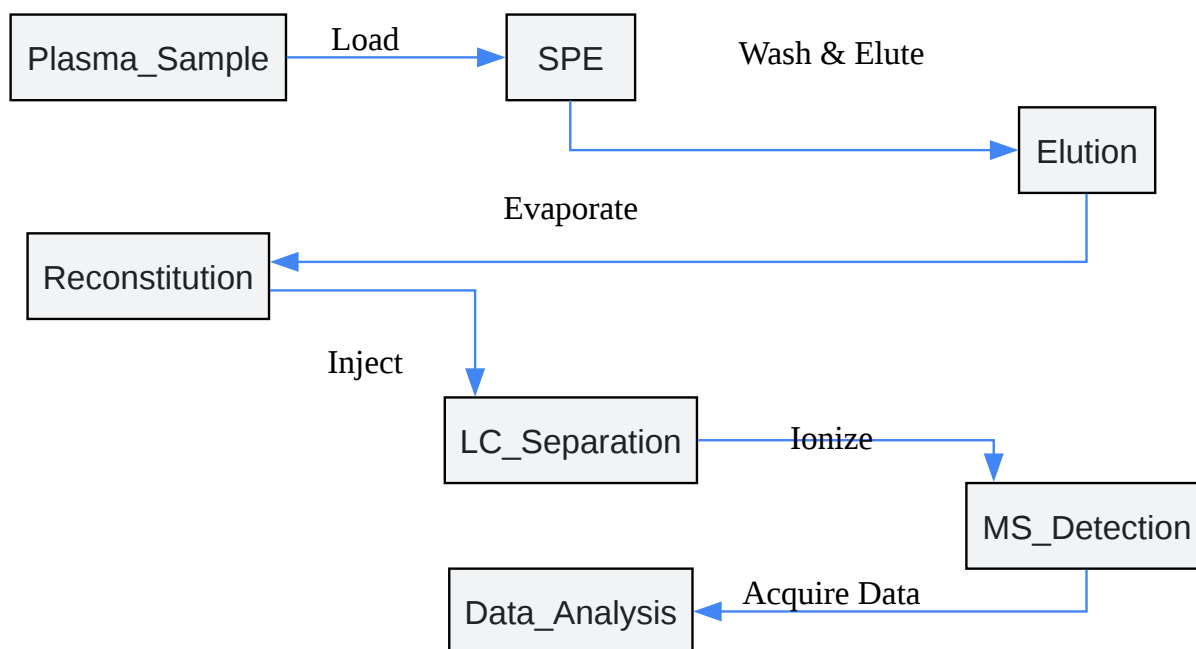 Plasma_Sample
Load
SPE
Wash & Elute
Elution
Evaporate
Reconstitution
Inject
LC_Separation
Ionize
MS_Detection
Acquire Data
Data_Analysis